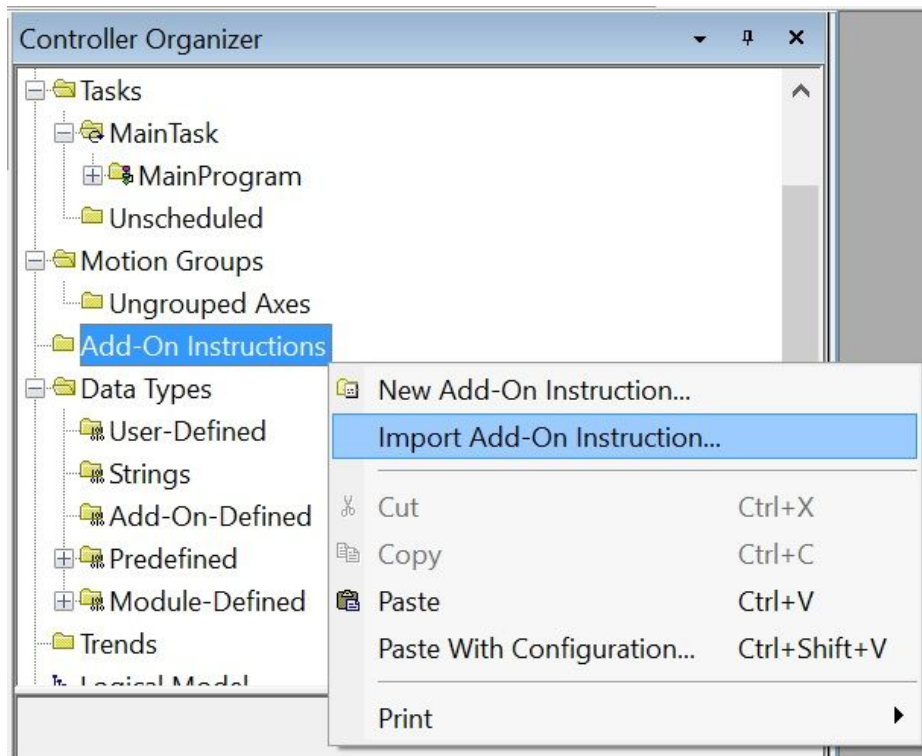 Controller Organizer
Tasks
MainTask
MainProgram
Unscheduled
Motion Groups
Ungrouped Axes
Add-On Instructions
Data Types
User-Defined
Strings
Add-On-Defined
Predefined
Module-Defined
Trends
Logical Model
New Add-On Instruction...
Import Add-On Instruction...
Cut Ctrl+X
Copy Ctrl+C
Paste Ctrl+V
Paste With Configuration... Ctrl+Shift+V
Print